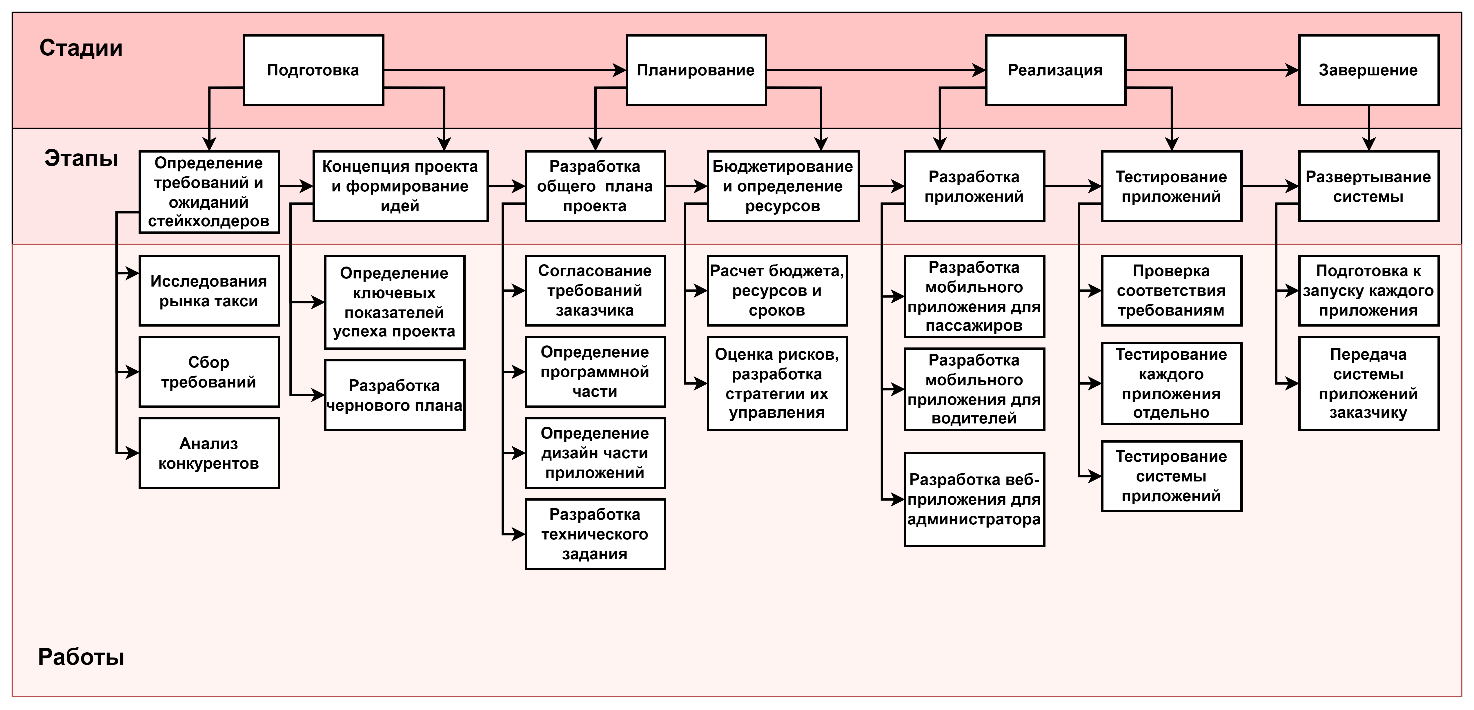 Стадии
Подготовка
Планирование
Реализация
Завершение
Этапы
Определение
требований и
ожиданий
стейкхолдеров
Концепция проекта
и формирование
идей
Разработка
общего плана
проекта
Бюджетирование
и определение
ресурсов
Разработка
приложений
Тестирование
приложений
Развертывание
системы
Исследования
рынка такси
Сбор
требований
Анализ
конкурентов
Определение
ключевых
показателей
успеха проекта
Разработка
чернового плана
Согласование
требований
заказчика
Определение
программной
части
Определение
дизайн части
приложений
Разработка
технического
задания
Расчет бюджета,
ресурсов и
сроков
Оценка рисков,
разработка
стратегии их
управления
Разработка
мобильного
приложения для
пассажиров
Разработка
мобильного
приложения для
водителей
Разработка веб-
приложения для
администратора
Проверка
соответствия
требованиям
Тестирование
каждого
приложения
отдельно
Тестирование
системы
приложений
Подготовка к
запуску каждого
приложения
Передача
системы
приложений
заказчику
Работы